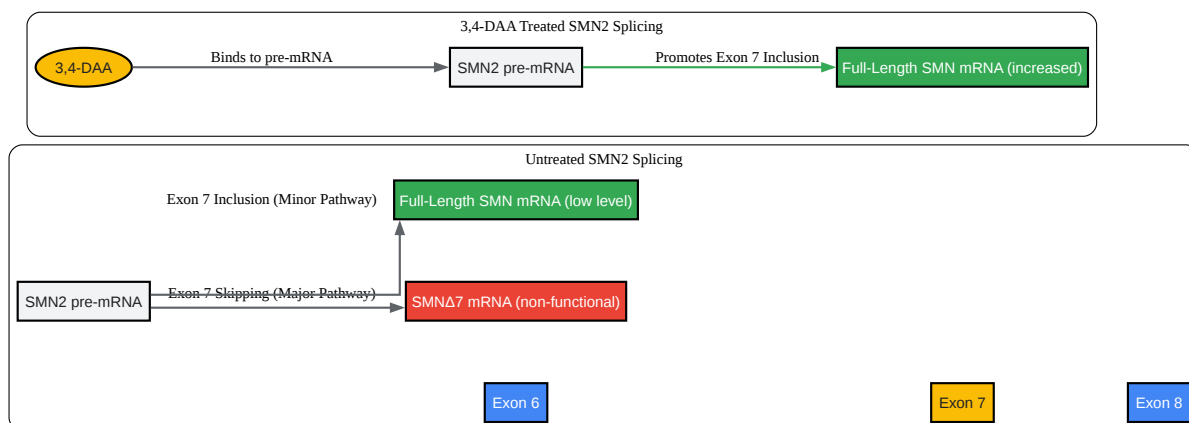 3,4-DAA Treated SMN2 Splicing
3,4-DAA
Binds to pre-mRNA
SMN2 pre-mRNA
Promotes Exon 7 Inclusion
Full-Length SMN mRNA (increased)
Untreated SMN2 Splicing
Exon 7 Inclusion (Minor Pathway)
Full-Length SMN mRNA (low level)
SMN2 pre-mRNA
Exon 7 Skipping (Major Pathway)
SMNΔ7 mRNA (non-functional)
Exon 6
Exon 7
Exon 8